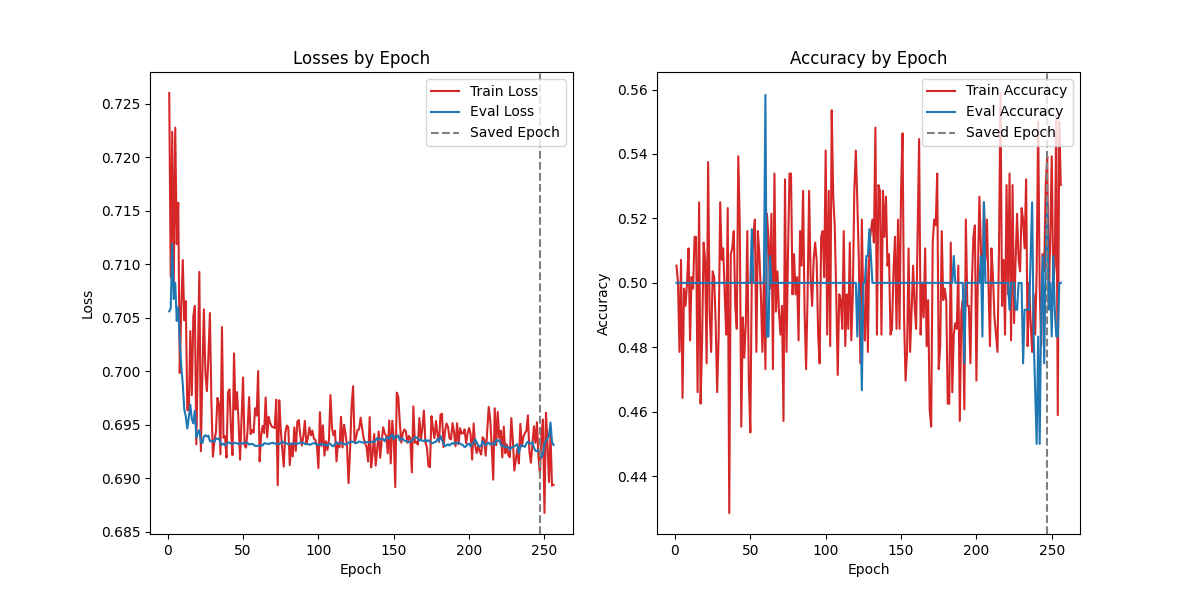 Losses by Epoch
Train Loss
Eval Loss
Saved Epoch
0.725
0.720
0.715
0.710
0.705
0.700
0.695
0.690
0.685
Loss
0 50 100 150 200 250
Epoch
Accuracy by Epoch
Train Accuracy
Eval Accuracy
Saved Epoch
0.56
0.54
0.52
0.50
0.48
0.46
0.44
Accuracy
0 50 100 150 200 250
Epoch